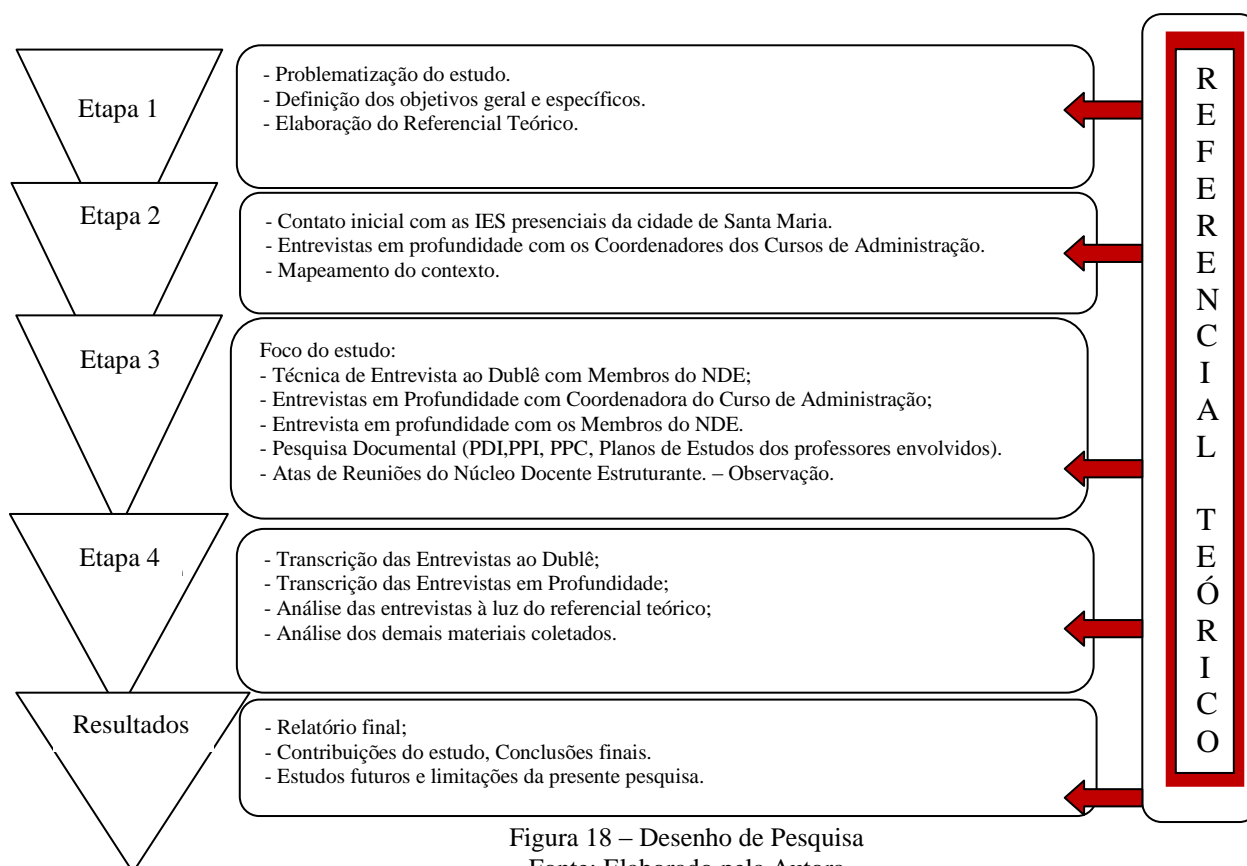 Etapa 1
- Problematização do estudo.
- Definição dos objetivos geral e específicos.
- Elaboração do Referencial Teórico.
Etapa 2
- Contato inicial com as IES presenciais da cidade de Santa Maria.
- Entrevistas em profundidade com os Coordenadores dos Cursos de Administração.
- Mapeamento do contexto.
Etapa 3
Foco do estudo:
- Técnica de Entrevista ao Dublê com Membros do NDE;
- Entrevistas em Profundidade com Coordenadora do Curso de Administração;
- Entrevista em profundidade com os Membros do NDE.
- Pesquisa Documental (PDI,PPI, PPC, Planos de Estudos dos professores envolvidos).
- Atas de Reuniões do Núcleo Docente Estruturante. – Observação.
Etapa 4
- Transcrição das Entrevistas ao Dublê;
- Transcrição das Entrevistas em Profundidade;
- Análise das entrevistas à luz do referencial teórico;
- Análise dos demais materiais coletados.
Resultados
- Relatório final;
- Contribuições do estudo, Conclusões finais.
- Estudos futuros e limitações da presente pesquisa.
REFERENCIAL TEÓRICO
Figura 18 – Desenho de Pesquisa
Fonte: Elaborado pela Autora